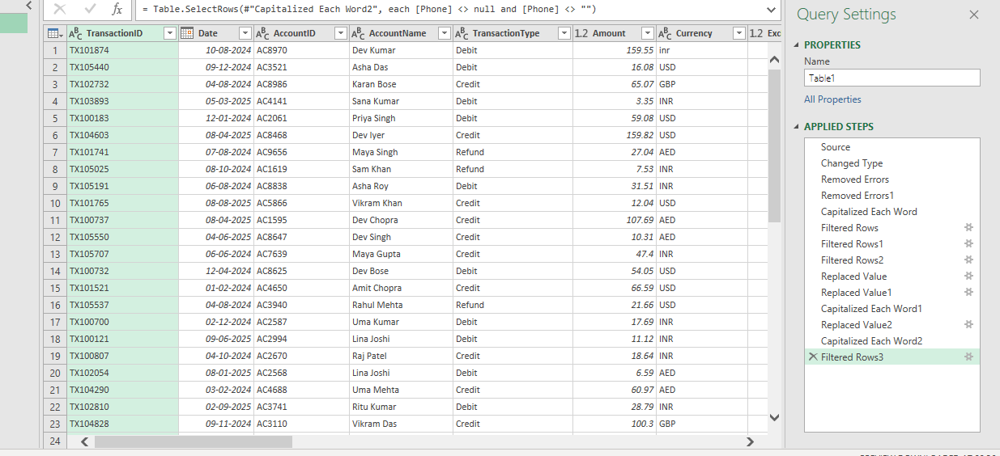 fx = Table.SelectRows(#"Capitalized Each Word2", each [Phone] <> null and [Phone] <> "")
TransactionID Date AccountID AccountName TransactionType 1.2 Amount Currency 1.2 Exc
1 TX101874 10-08-2024 AC8970 Dev Kumar Debit 159.55 inr
2 TX105440 09-12-2024 AC3521 Asha Das Debit 16.08 USD
3 TX102732 04-08-2024 AC8986 Karan Bose Credit 65.07 GBP
4 TX103893 05-03-2025 AC4141 Sana Kumar Debit 3.35 INR
5 TX100183 12-01-2024 AC2061 Priya Singh Debit 59.08 USD
6 TX104603 08-04-2025 AC8468 Dev Iyer Credit 159.82 USD
7 TX101741 07-08-2024 AC9656 Maya Singh Refund 27.04 AED
8 TX105025 08-10-2024 AC1619 Sam Khan Refund 7.53 INR
9 TX105191 06-08-2024 AC8838 Asha Roy Debit 31.51 INR
10 TX101765 08-08-2025 AC5866 Vikram Khan Credit 12.04 USD
11 TX100737 08-04-2025 AC1595 Dev Chopra Credit 107.69 AED
12 TX105550 04-06-2025 AC8647 Dev Singh Credit 10.31 AED
13 TX105707 06-06-2024 AC7639 Maya Gupta Credit 47.4 INR
14 TX100732 12-04-2024 AC8625 Dev Bose Debit 54.05 USD
15 TX101521 01-02-2024 AC4650 Amit Chopra Credit 66.59 USD
16 TX105537 04-08-2024 AC3940 Rahul Mehta Refund 21.66 USD
17 TX100700 02-12-2024 AC2587 Uma Kumar Debit 17.69 INR
18 TX100121 09-06-2025 AC2994 Lina Joshi Debit 11.12 INR
19 TX100807 04-10-2024 AC2670 Raj Patel Credit 18.64 INR
20 TX102054 08-01-2025 AC2568 Lina Joshi Debit 6.59 AED
21 TX104290 03-02-2024 AC4688 Uma Mehta Credit 60.97 AED
22 TX102810 02-09-2025 AC3741 Ritu Kumar Debit 28.79 INR
23 TX104828 09-11-2024 AC3110 Vikram Das Credit 100.3 GBP
24
Query Settings
PROPERTIES
Name
Table1
All Properties
APPLIED STEPS
Source
Changed Type
Removed Errors
Removed Errors1
Capitalized Each Word
Filtered Rows
Filtered Rows1
Filtered Rows2
Replaced Value
Replaced Value1
Capitalized Each Word1
Replaced Value2
Capitalized Each Word2
Filtered Rows3